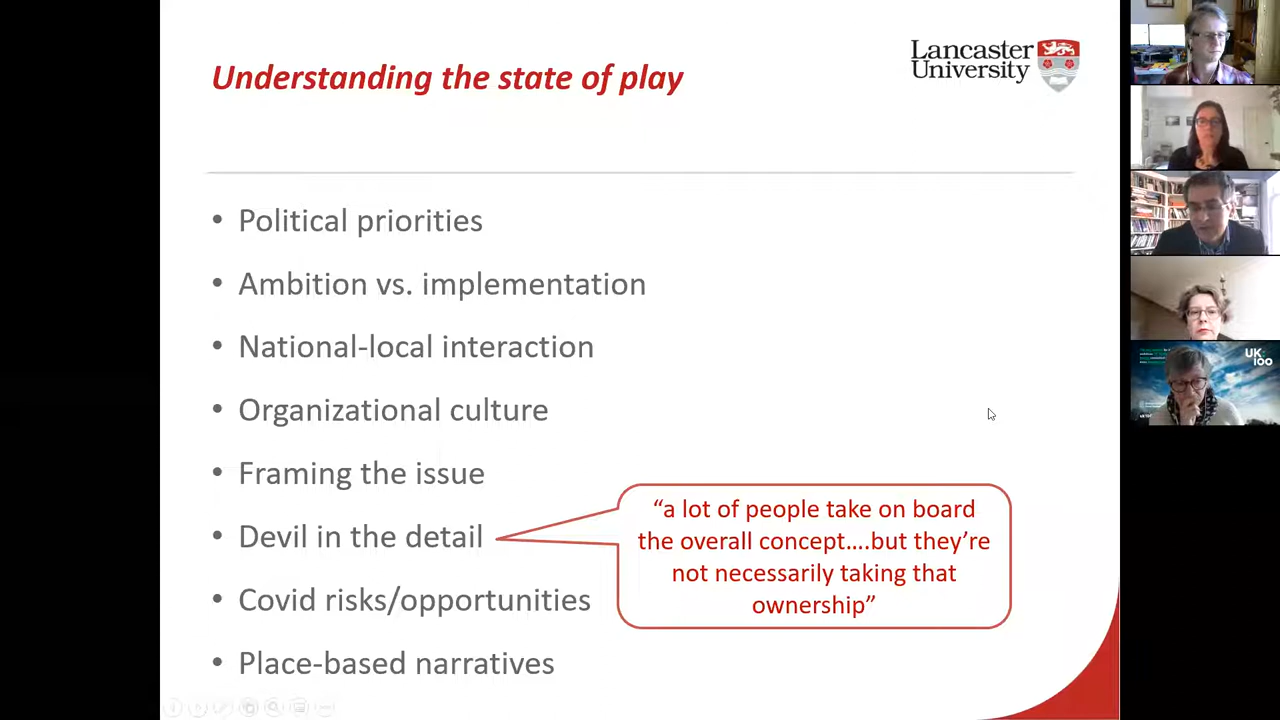 Understanding the state of play
Lancaster
University
• Political priorities
• Ambition vs. implementation
• National-local interaction
• Organizational culture
• Framing the issue
• Devil in the detail
“a lot of people take on board
the overall concept….but they’re
not necessarily taking that
ownership”
• Covid risks/opportunities
• Place-based narratives
UK
100